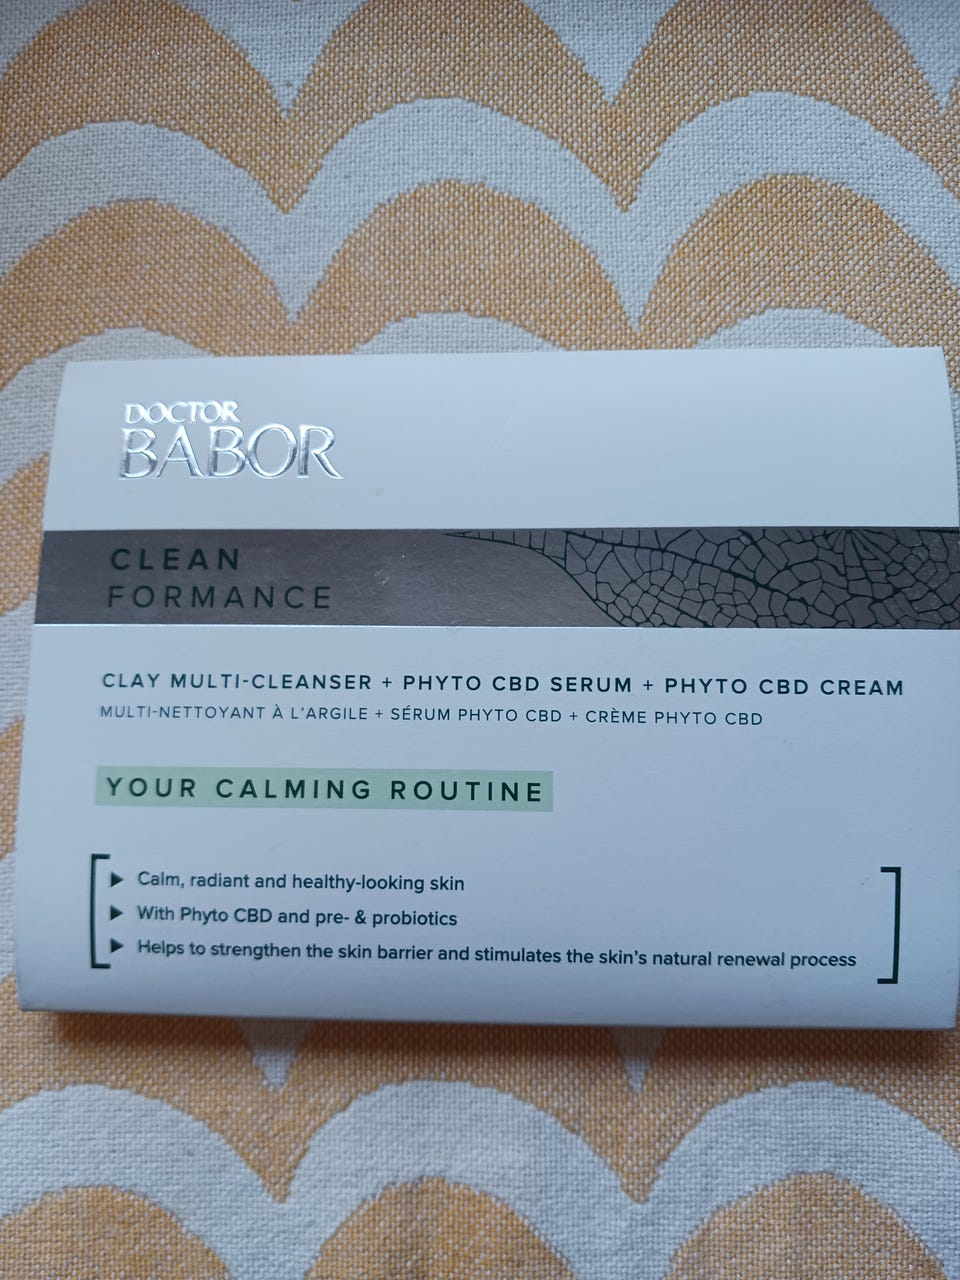 DOCTOR
BABOR
CLEAN
FORMANCE
CLAY MULTI-CLEANSER + PHYTO CBD SERUM + PHYTO CBD CREAM
MULTI-NETTOYANT À L'ARGILE + SÉRUM PHYTO CBD + CRÈME PHYTO CBD
YOUR CALMING ROUTINE
Calm, radiant and healthy-looking skin
With Phyto CBD and pre- & probiotics
Helps to strengthen the skin barrier and stimulates the skin's natural renewal process